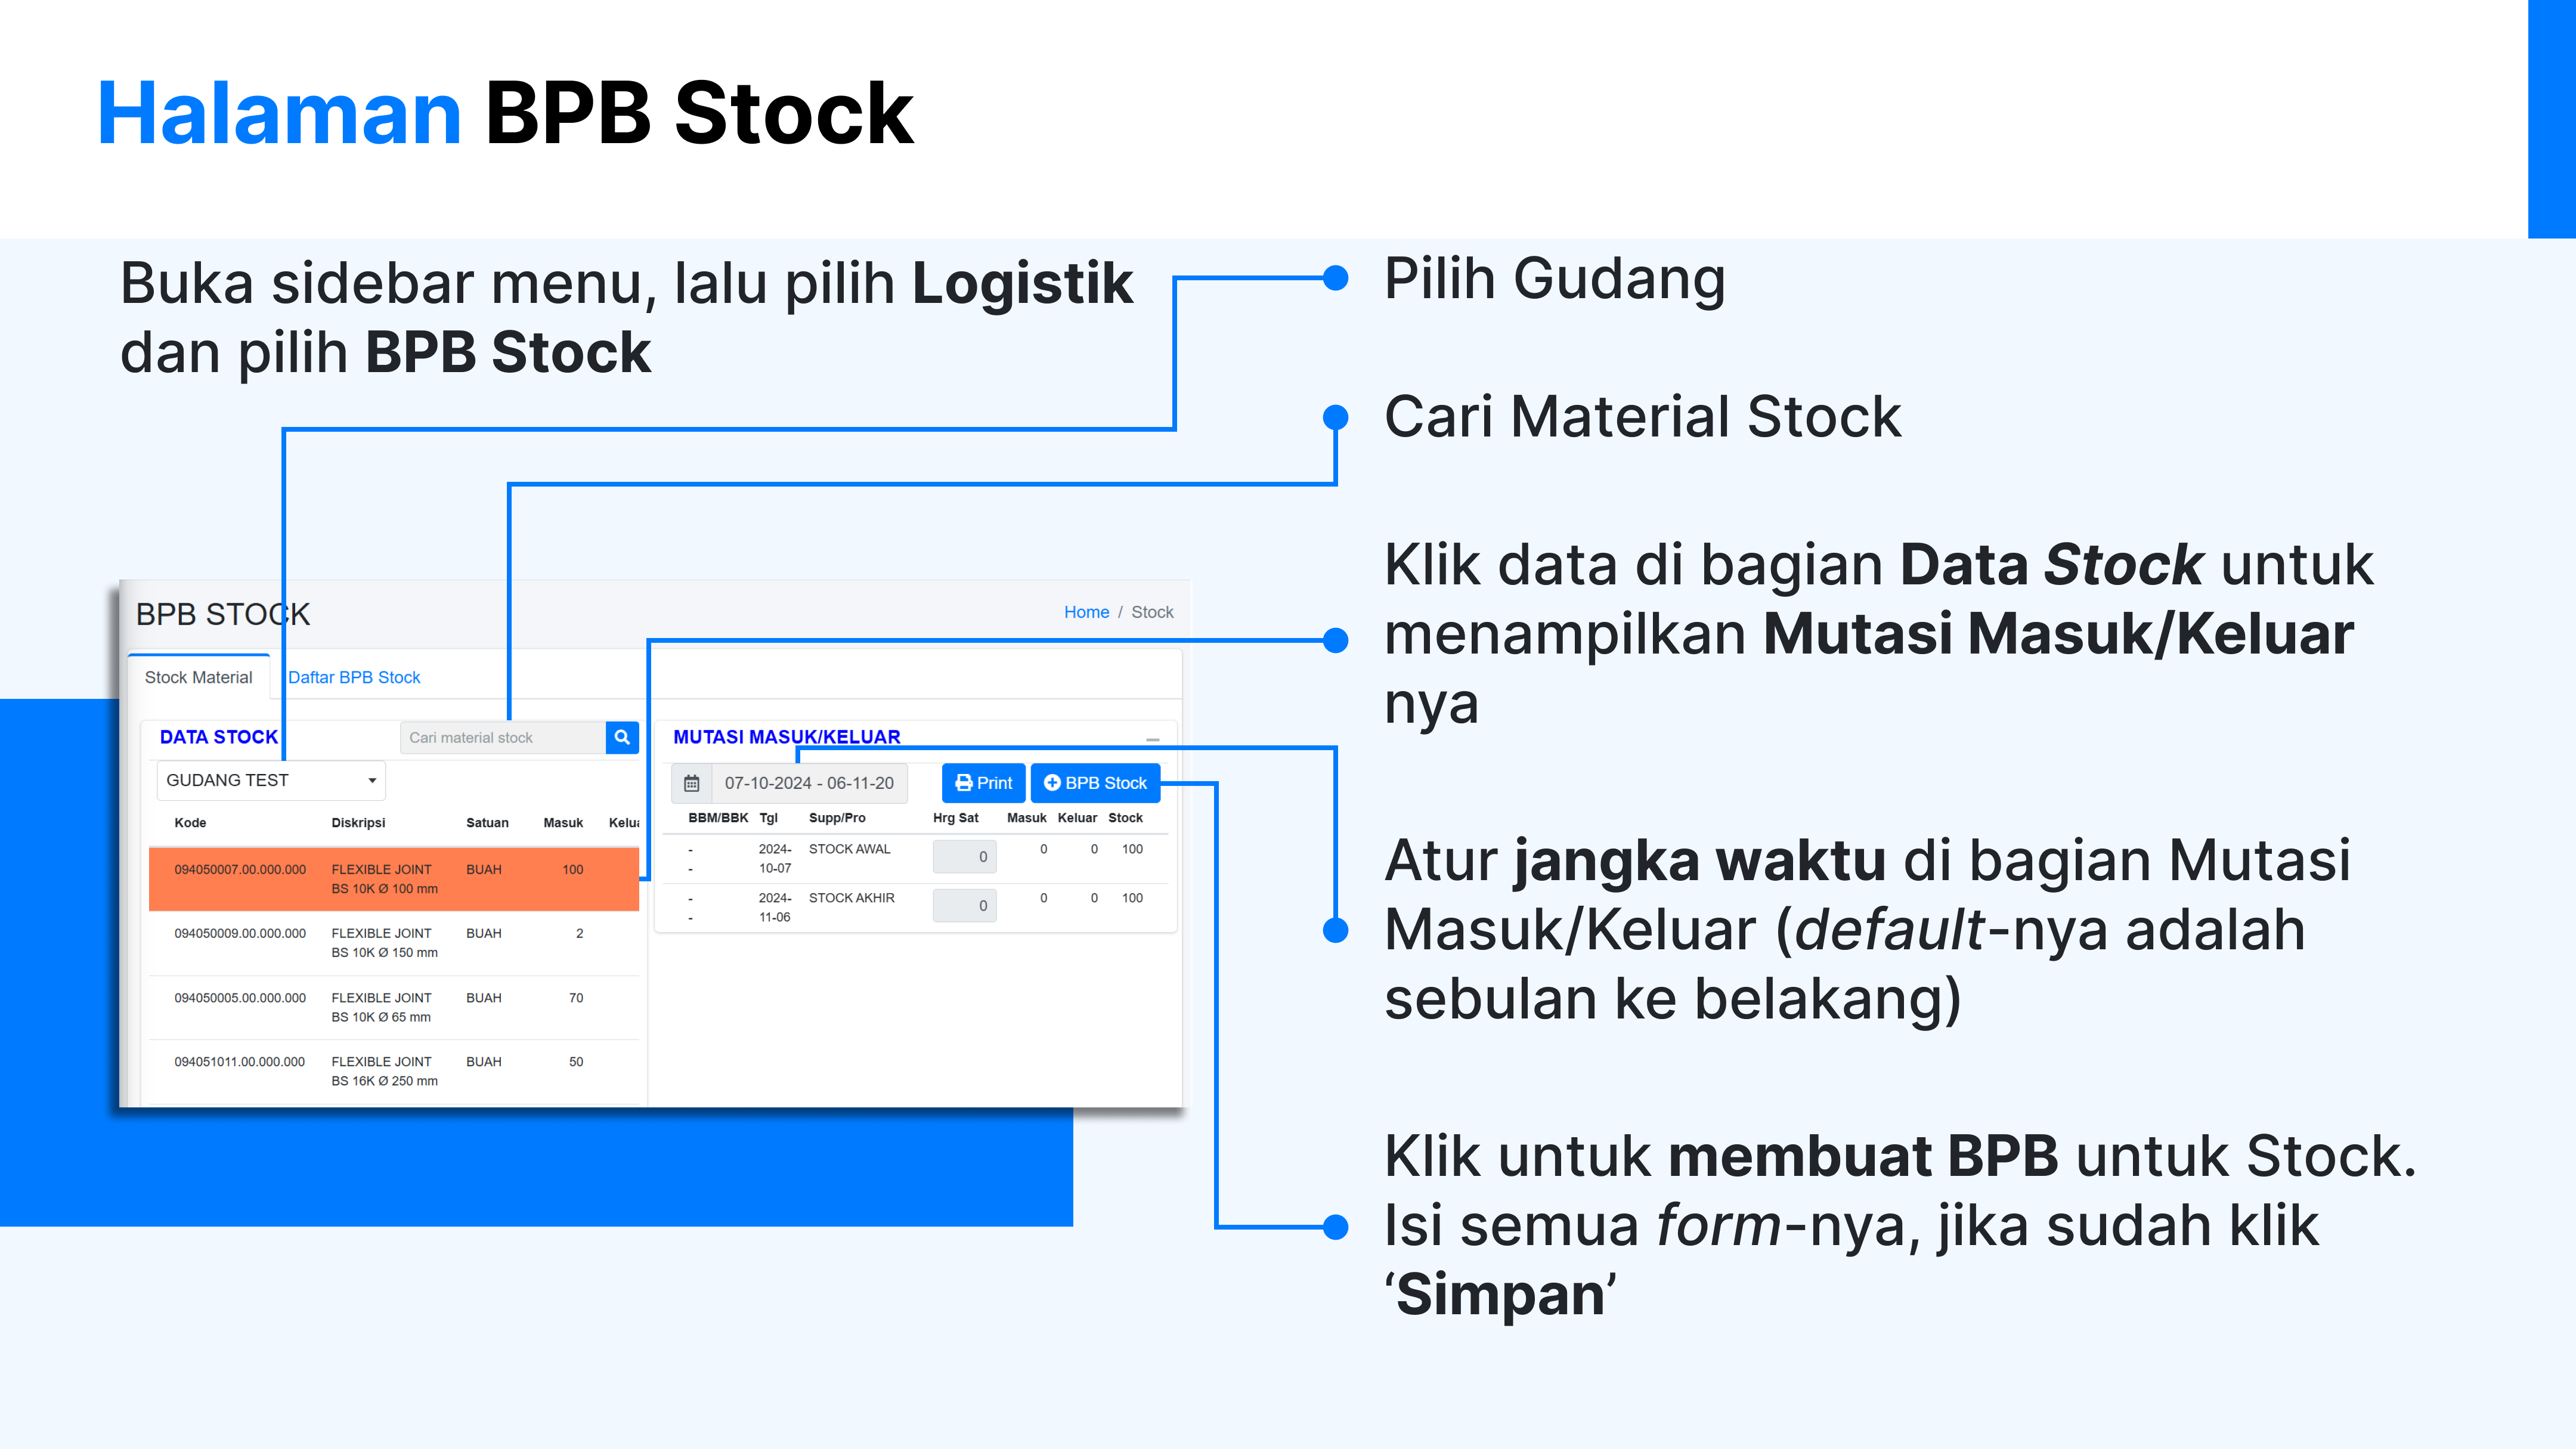 Halaman BPB Stock
Buka sidebar menu, lalu pilih Logistik
dan pilih BPB Stock
Pilih Gudang
Cari Material Stock
Klik data di bagian Data Stock untuk
menampilkan Mutasi Masuk/Keluar
nya
Atur jangka waktu di bagian Mutasi
Masuk/Keluar (default-nya adalah
sebulan ke belakang)
Klik untuk membuat BPB untuk Stock.
Isi semua form-nya, jika sudah klik
‘Simpan’
BPB STOCK
Home / Stock
Stock Material Daftar BPB Stock
DATA STOCK Cari material stock
GUDANG TEST
Kode Diskripsi Satuan Masuk Kelua
094050007.00.000.000 FLEXIBLE JOINT BUAH 100
BS 10K Ø 100 mm
094050009.00.000.000 FLEXIBLE JOINT BUAH 2
BS 10K Ø 150 mm
094050005.00.000.000 FLEXIBLE JOINT BUAH 70
BS 10K Ø 65 mm
094051011.00.000.000 FLEXIBLE JOINT BUAH 50
BS 16K Ø 250 mm
MUTASI MASUK/KELUAR
07-10-2024 - 06-11-20 Print BPB Stock
BBM/BBK Tgl Supp/Pro Hrg Sat Masuk Keluar Stock
- 2024- STOCK AWAL 0 0 0 100
- 10-07
- 2024- STOCK AKHIR 0 0 0 100
- 11-06